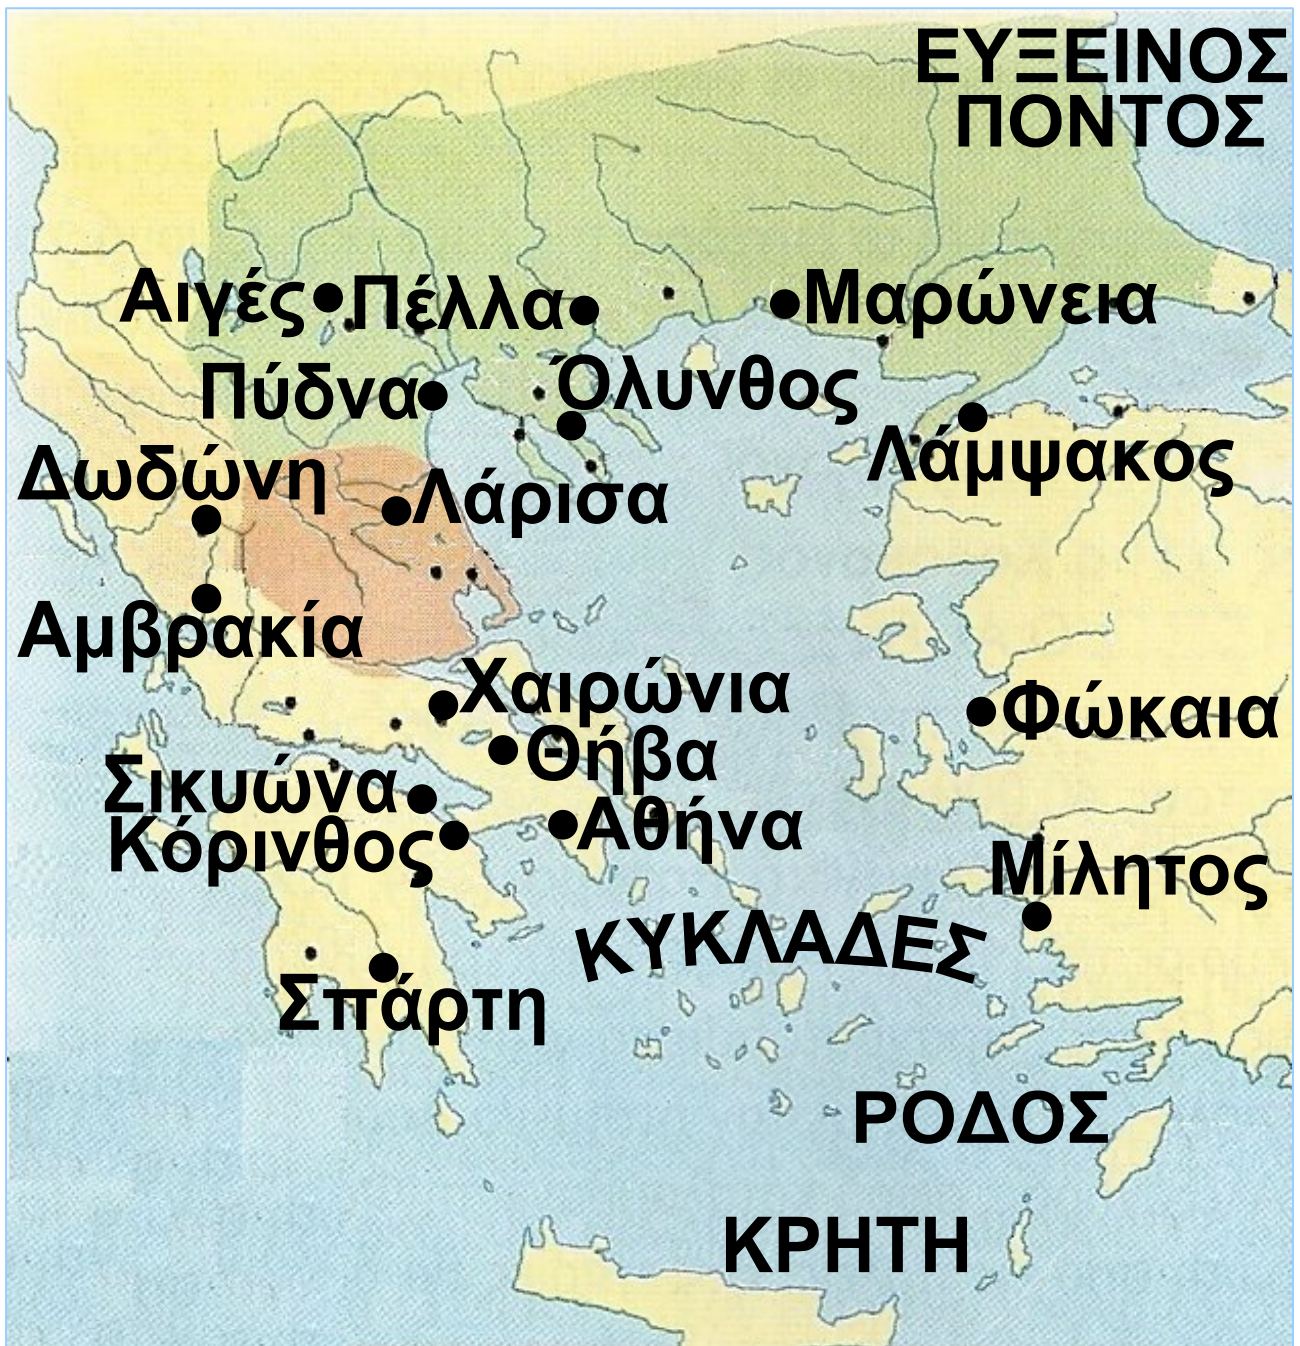 ΕΥΞΕΙΝΟΣ
ΠΟΝΤΟΣ
Αιγές
Πέλλα
Μαρώνεια
Πύδνα
Όλυνθος
Λάμψακος
Δωδώνη
Λάρισα
Αμβρακία
Χαιρώνια
Φώκαια
Θήβα
Σικυώνα
Αθήνα
Κόρινθος
Μίλητος
ΚΥΚΛΑΔΕΣ
Σπάρτη
ΡΟΔΟΣ
ΚΡΗΤΗ